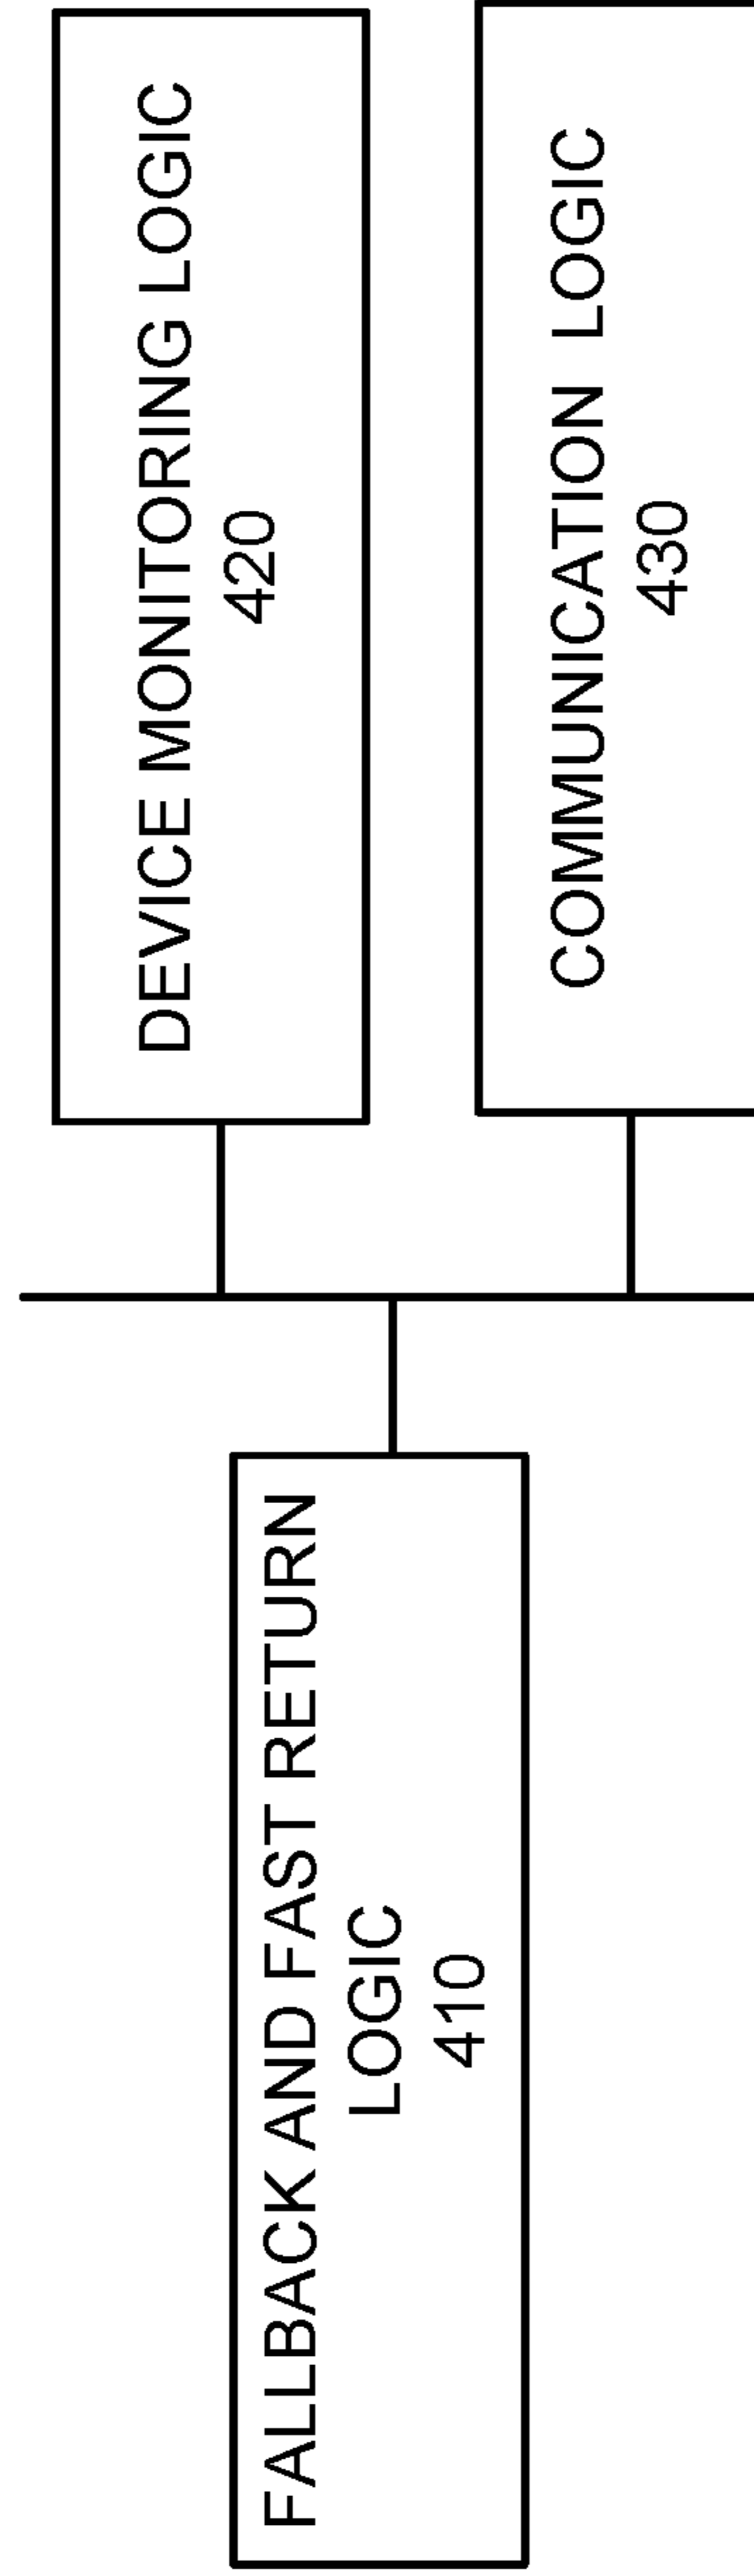 FALLBACK AND FAST RETURN
LOGIC
410
DEVICE MONITORING LOGIC
420
COMMUNICATION LOGIC
430